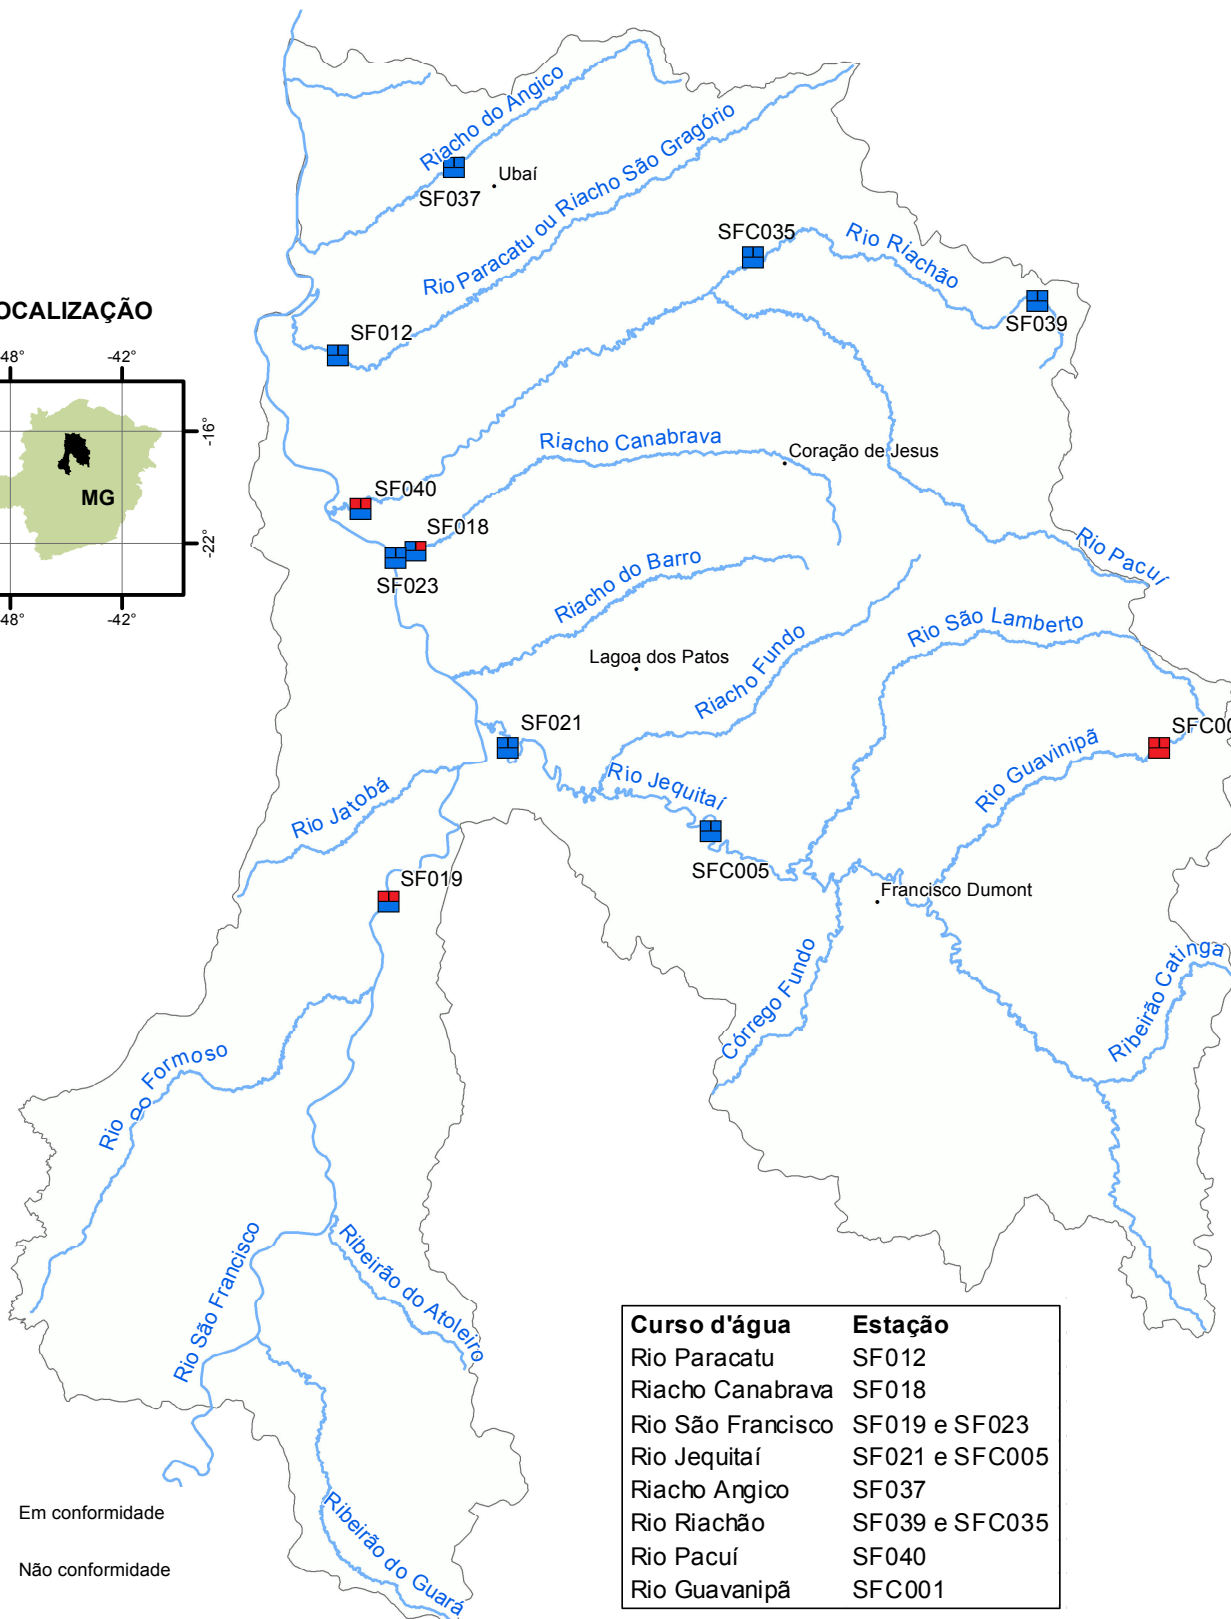 Riacho do Angico
Ubaí
SF037
Rio Paracatu ou Riacho São Gragório
SFC035
Rio Riachão
SF039
SF012
OCALIZAÇÃO
48°
-42°
-16°
MG
-22°
48°
-42°
Riacho Canabrava
Coração de Jesus
SF040
SF018
SF023
Rio Pacuí
Riacho do Barro
Rio São Lamberto
Lagoa dos Patos
Riacho Fundo
SF021
SFC00
Rio Guavinipã
Rio Jequitaí
Rio Jatobá
SFC005
SF019
Francisco Dumont
Córrego Fundo
Ribeirão Catinga
Rio do Formoso
Rio São Francisco
Ribeirão do Atoleiro
Ribeirão do Guará
Em conformidade
Não conformidade
Curso d'água Estação
Rio Paracatu SF012
Riacho Canabrava SF018
Rio São Francisco SF019 e SF023
Rio Jequitaí SF021 e SFC005
Riacho Angico SF037
Rio Riachão SF039 e SFC035
Rio Pacuí SF040
Rio Guavanipã SFC001